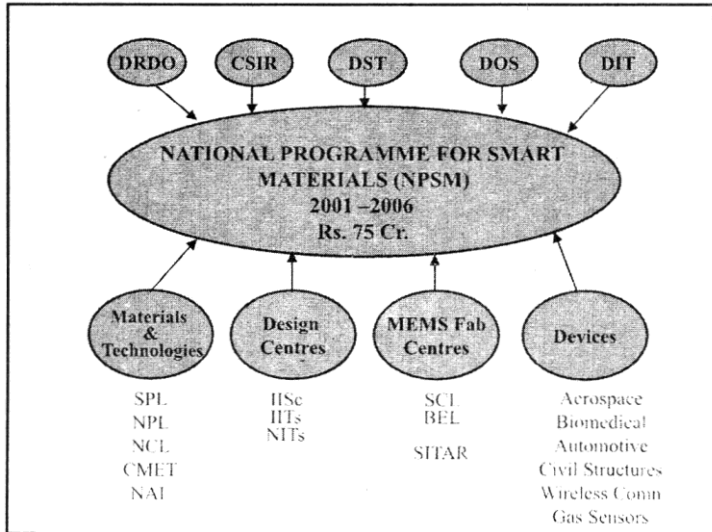 DRDO
CSIR
DST
DOS
DIT
NATIONAL PROGRAMME FOR SMART
MATERIALS (NPSM)
2001 –2006
Rs. 75 Cr.
Materials
&
Technologies
Design
Centres
MEMS Fab
Centres
Devices
SPL
NPL
NCL
CMET
NAL
IISc
IITs
NITs
SCL
BEL
SITAR
Aerospace
Biomedical
Automotive
Civil Structures
Wireless Comn
Gas Sensors